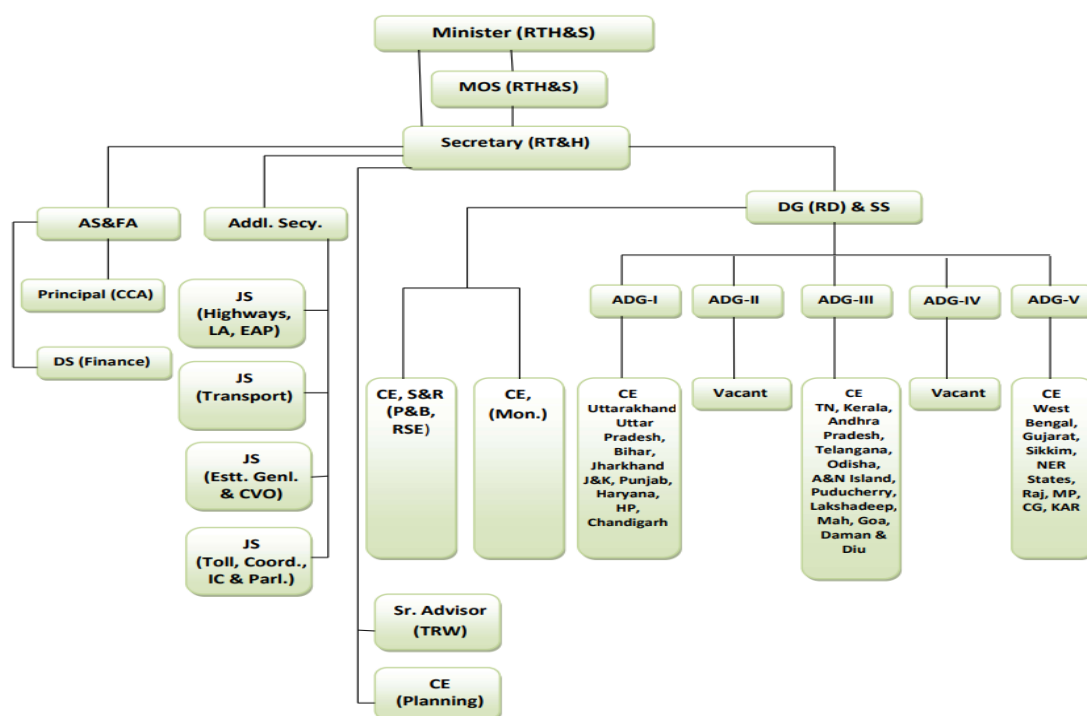 Minister (RTH&S)
MOS (RTH&S)
Secretary (RT&H)
AS&FA
Addl. Secy.
DG (RD) & SS
Principal (CCA)
DS (Finance)
JS
(Highways,
LA, EAP)
JS
(Transport)
JS
(Estt. Genl.
& CVO)
JS
(Toll, Coord.,
IC & Parl.)
ADG-I
ADG-II
ADG-III
ADG-IV
ADG-V
CE, S&R
(P&B,
RSE)
CE,
(Mon.)
CE
Uttarakhand
Uttar
Pradesh,
Bihar,
Jharkhand
J&K, Punjab,
Haryana,
HP,
Chandigarh
Vacant
CE
TN, Kerala,
Andhra
Pradesh,
Telangana,
Odisha,
A&N Island,
Puducherry,
Lakshadeep,
Mah, Goa,
Daman &
Diu
Vacant
CE
West
Bengal,
Gujarat,
Sikkim,
NER
States,
Raj, MP,
CG, KAR
Sr. Advisor
(TRW)
CE
(Planning)